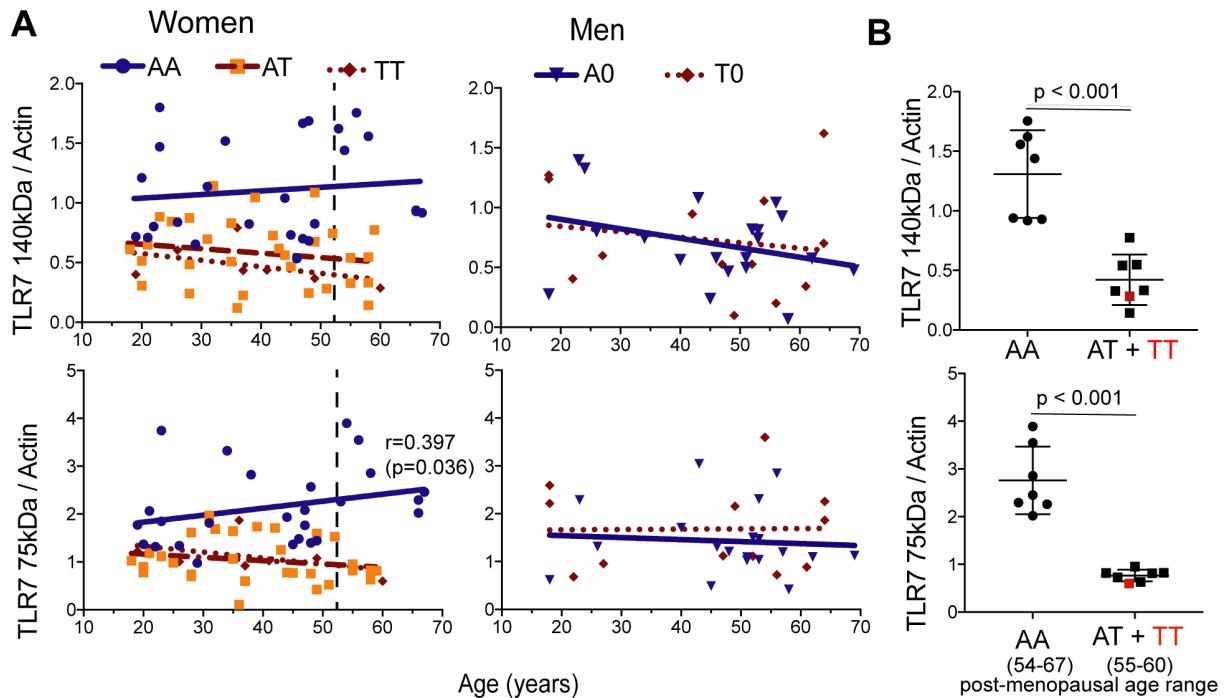 A
Women
Men
B
AA AT TT
A0 T0
TLR7 140kDa / Actin
2.0
1.5
1.0
0.5
0.0
10 20 30 40 50 60 70
2.0
1.5
1.0
0.5
0.0
10 20 30 40 50 60 70
TLR7 140kDa / Actin
2.0
1.5
1.0
0.5
0.0
p < 0.001
AA AT + TT
TLR7 75kDa / Actin
5
4
3
2
1
0
r=0.397
(p=0.036)
10 20 30 40 50 60 70
5
4
3
2
1
0
10 20 30 40 50 60 70
Age (years)
TLR7 75kDa / Actin
5
4
3
2
1
0
p < 0.001
AA AT + TT
(54-67) (55-60)
post-menopausal age range